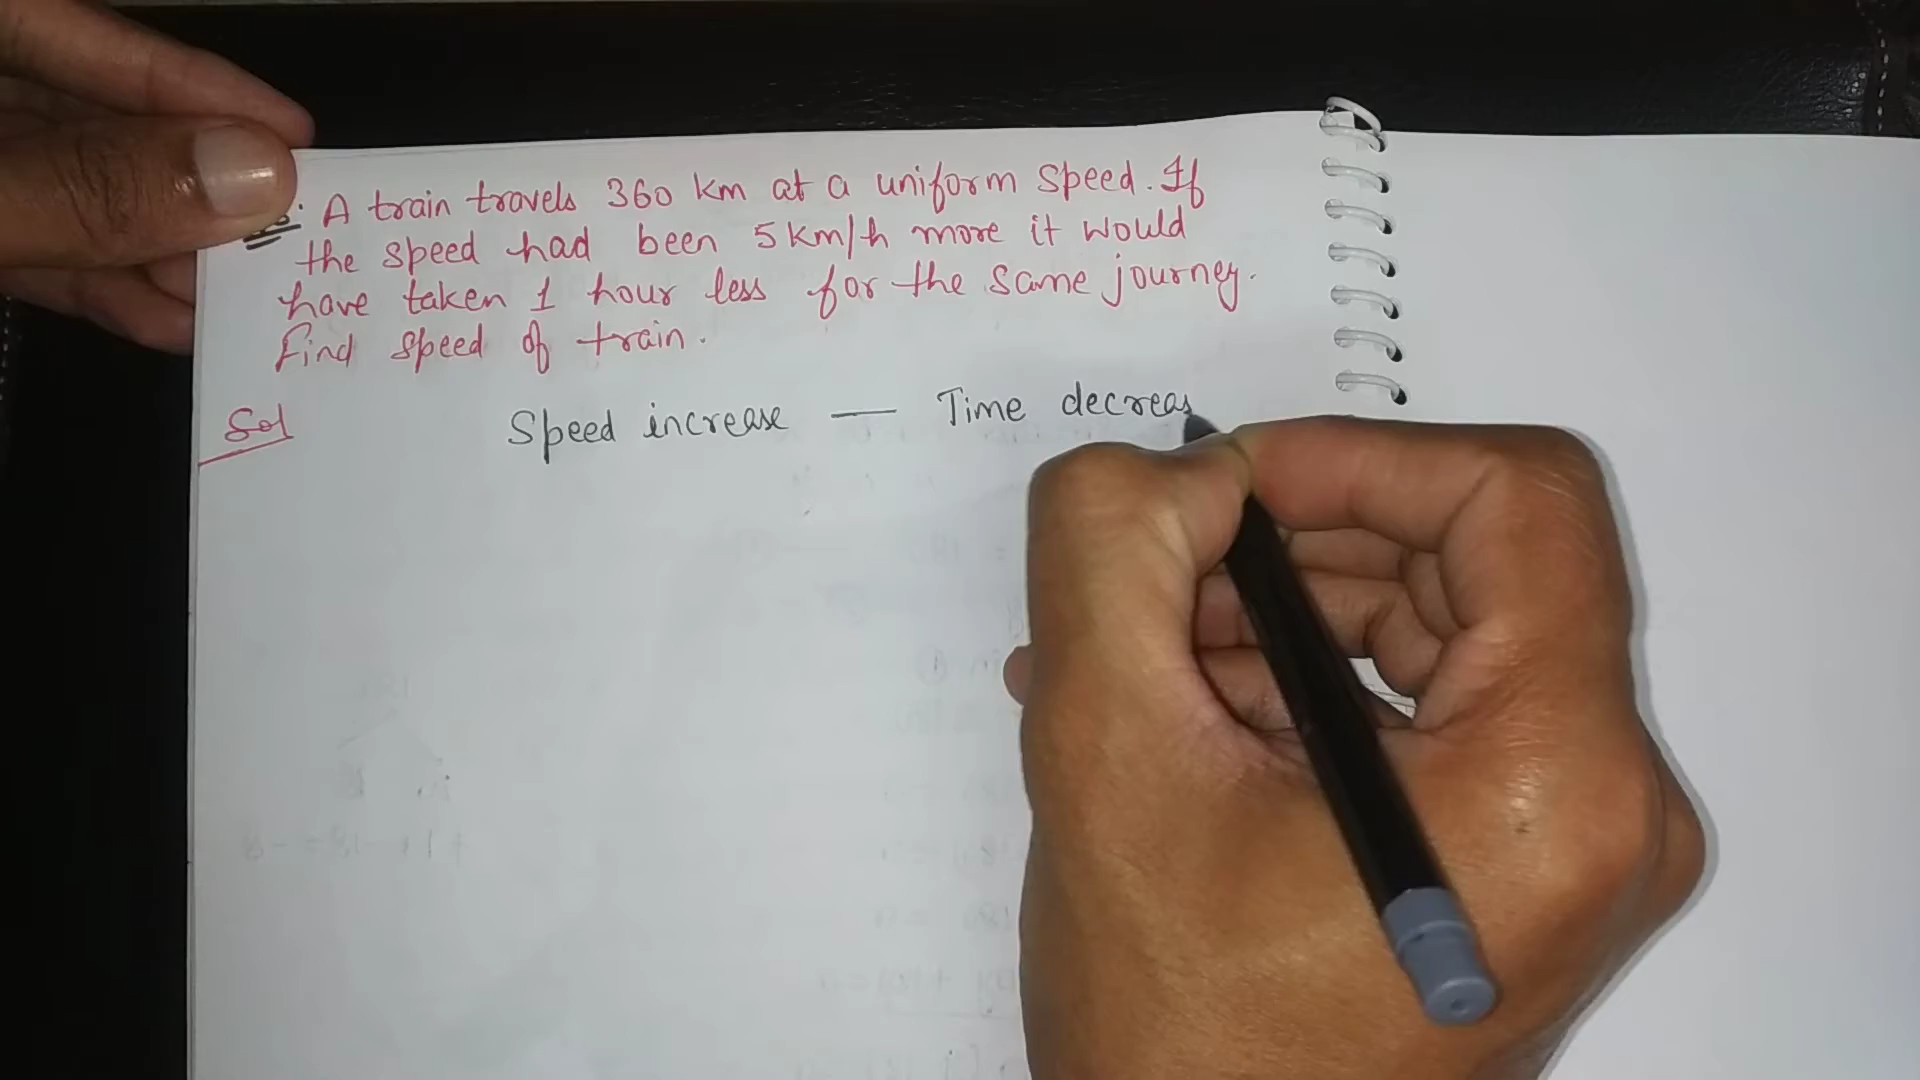 A train travels 360 km at a uniform speed. If
the speed had been 5 km/h more it would
have taken 1 hour less for the same journey.
Find speed of train.
Sol
Speed increase — Time decreas